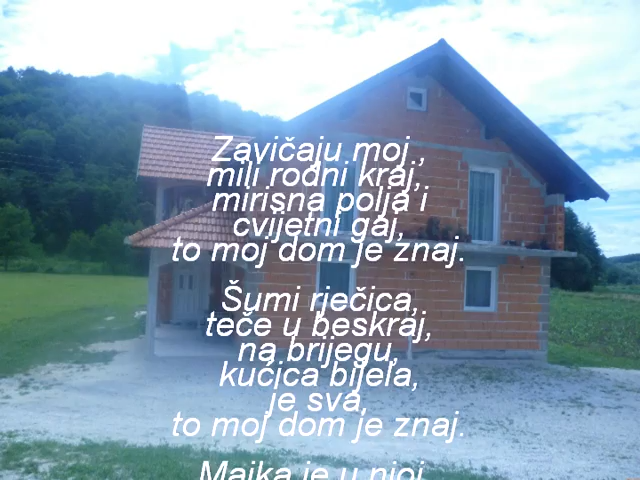 Zavičaju moj ,
mili rodni kraj,
mirisna polja i
cvijetni gaj,
to moj dom je znaj.
Šumi rječica,
teče u beskraj,
na brijegu,
kućica bijela,
je sva,
to moj dom je znaj.
Majka je u njoj